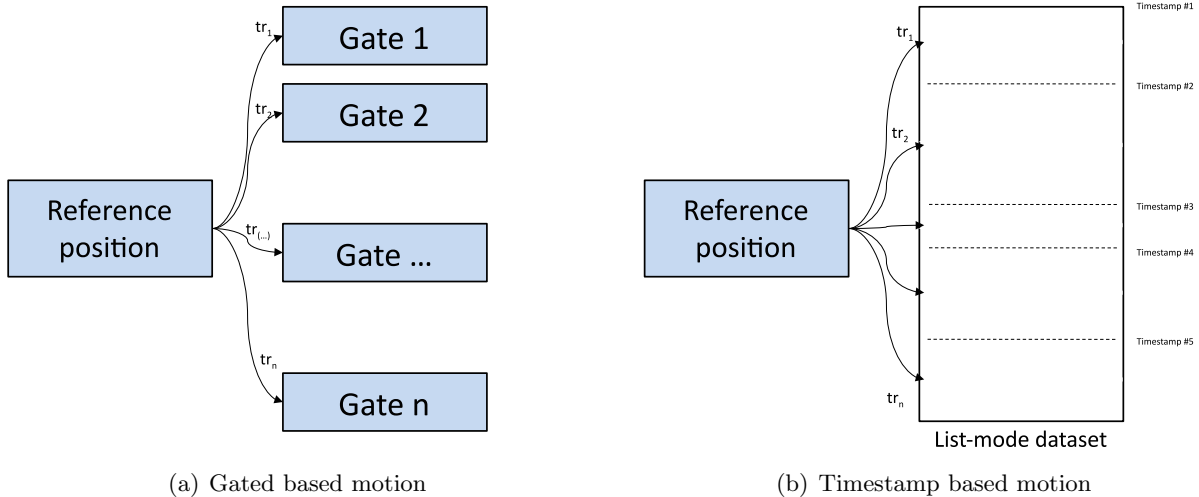 tr1
Gate 1
tr2
Gate 2
Reference
position
tr(...)
Gate ...
trn
Gate n
(a) Gated based motion
Timestamp #1
tr1
Timestamp #2
tr2
Reference
position
Timestamp #3
Timestamp #4
Timestamp #5
trn
List-mode dataset
(b) Timestamp based motion